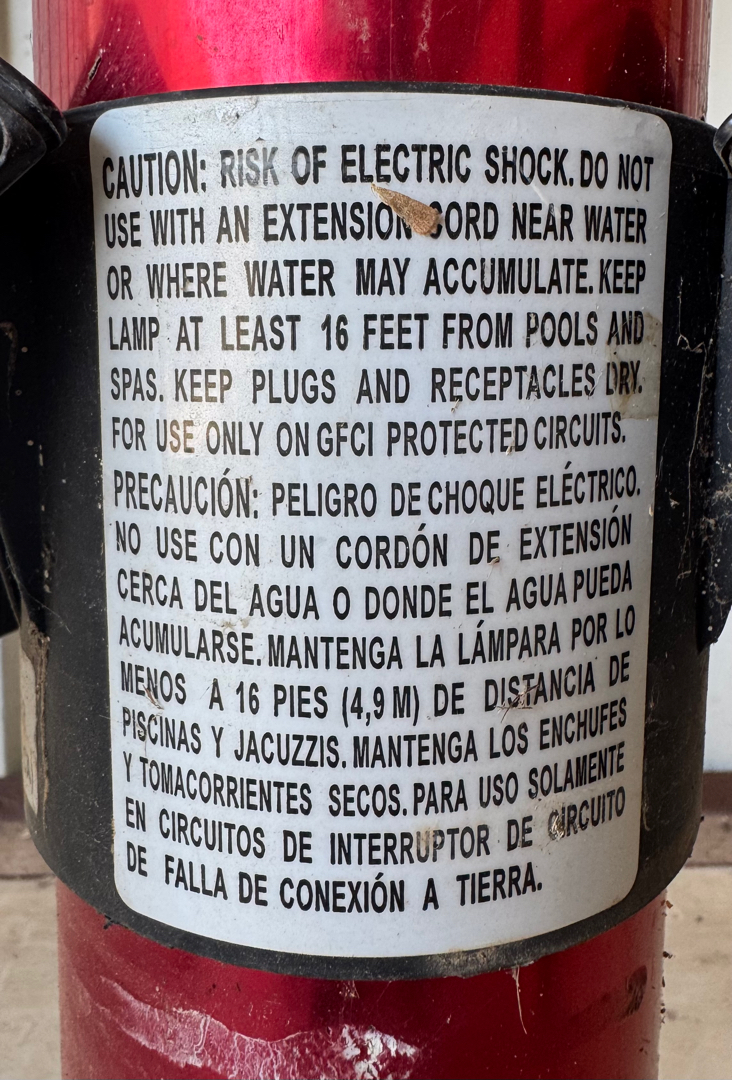 CAUTION: RISK OF ELECTRIC SHOCK. DO NOT
USE WITH AN EXTENSION CORD NEAR WATER
OR WHERE WATER MAY ACCUMULATE. KEEP
LAMP AT LEAST 16 FEET FROM POOLS AND
SPAS. KEEP PLUGS AND RECEPTACLES DRY.
FOR USE ONLY ON GFCI PROTECTED CIRCUITS.
PRECAUCIÓN: PELIGRO DE CHOQUE ELÉCTRICO.
NO USE CON UN CORDÓN DE EXTENSIÓN
CERCA DEL AGUA O DONDE EL AGUA PUEDA
ACUMULARSE. MANTENGA LA LÁMPARA POR LO
MENOS A 16 PIES (4,9 M) DE DISTANCIA DE
PISCINAS Y JACUZZIS. MANTENGA LOS ENCHUFES
Y TOMACORRIENTES SECOS. PARA USO SOLAMENTE
EN CIRCUITOS DE INTERRUPTOR DE CIRCUITO
DE FALLA DE CONEXIÓN A TIERRA.